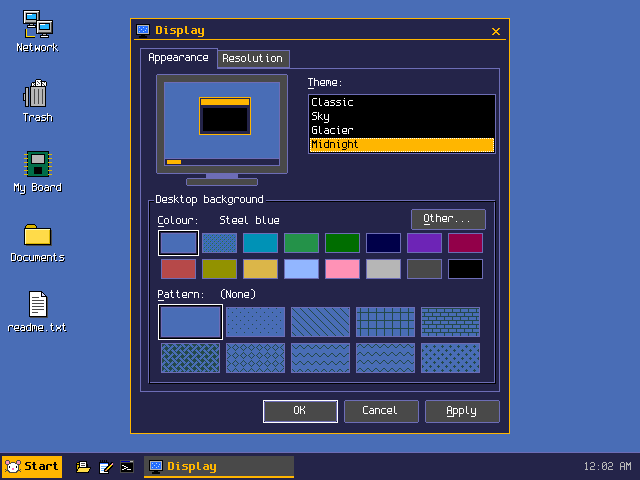 Display
Network
Trash
My Board
Documents
readme.txt
Appearance
Resolution
Theme:
Classic
Sky
Glacier
Midnight
Desktop background
Colour: Steel blue
Other...
Pattern: (None)
OK
Cancel
Apply
Start
Display
12:02 AM